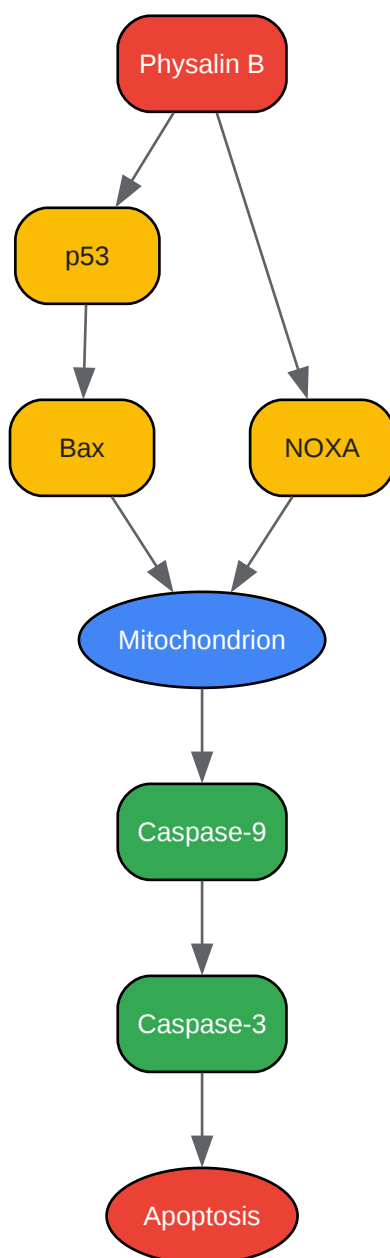 Physalin B
p53
Bax
NOXA
Mitochondrion
Caspase-9
Caspase-3
Apoptosis